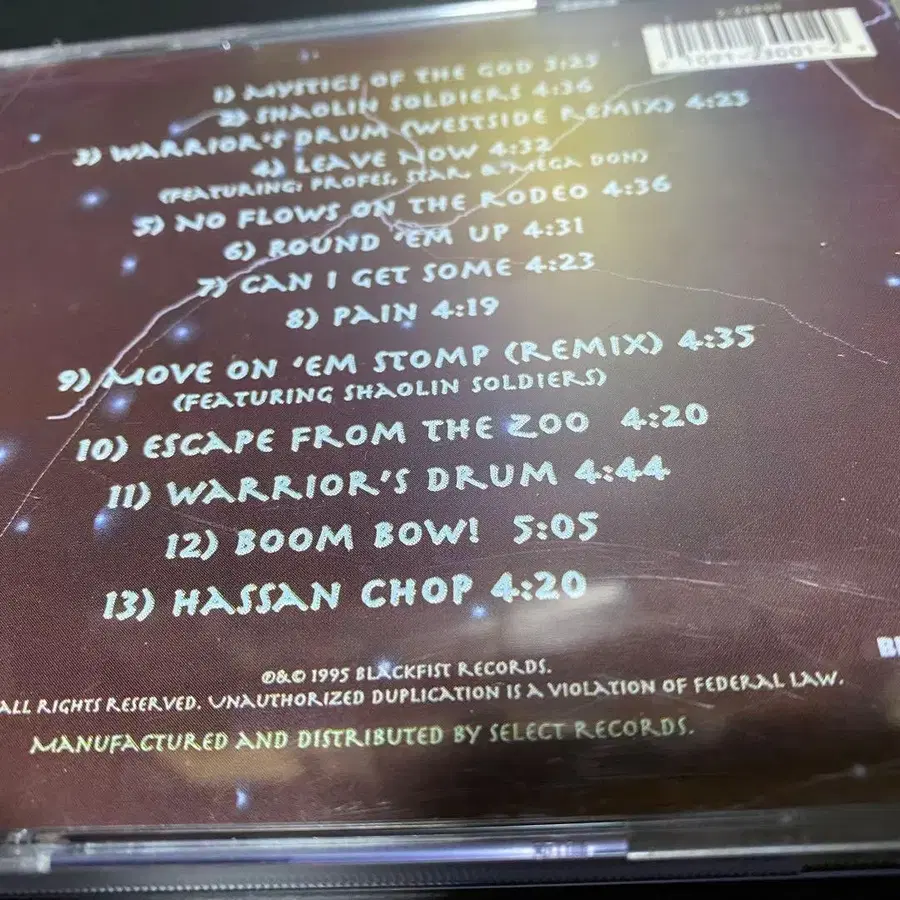 1) MYSTICS OF THE GOD 3:25
2) SHAOLIN SOLDIERS 4:36
3) WARRIOR'S DRUM (WESTSIDE REMIX) 4:23
4) LEAVE NOW 4:32
(FEATURING: PROFES, STAR, & MEGA DON)
5) NO FLOWS ON THE RODEO 4:36
6) ROUND 'EM UP 4:31
7) CAN I GET SOME 4:23
8) PAIN 4:19
9) MOVE ON 'EM STOMP (REMIX) 4:35
(FEATURING SHAOLIN SOLDIERS)
10) ESCAPE FROM THE ZOO 4:20
11) WARRIOR'S DRUM 4:44
12) BOOM BOW! 5:05
13) HASSAN CHOP 4:20
℗&© 1995 BLACKFIST RECORDS.
ALL RIGHTS RESERVED. UNAUTHORIZED DUPLICATION IS A VIOLATION OF FEDERAL LAW.
MANUFACTURED AND DISTRIBUTED BY SELECT RECORDS.